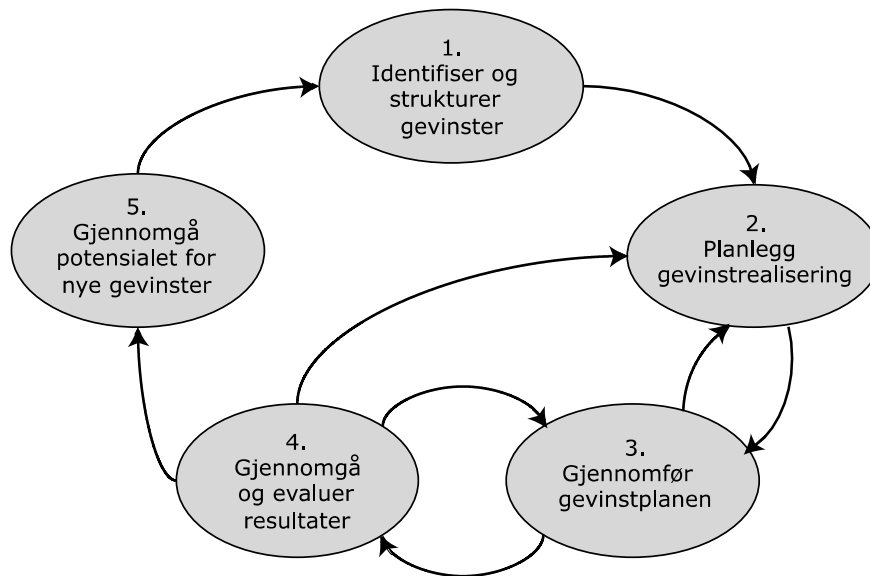 1.
Identifiser og
strukturer
gevinster
2.
Planlegg
gevinstrealisering
3.
Gjennomfør
gevinstplanen
4.
Gjennomgå
og evaluer
resultater
5.
Gjennomgå
potensialet for
nye gevinster